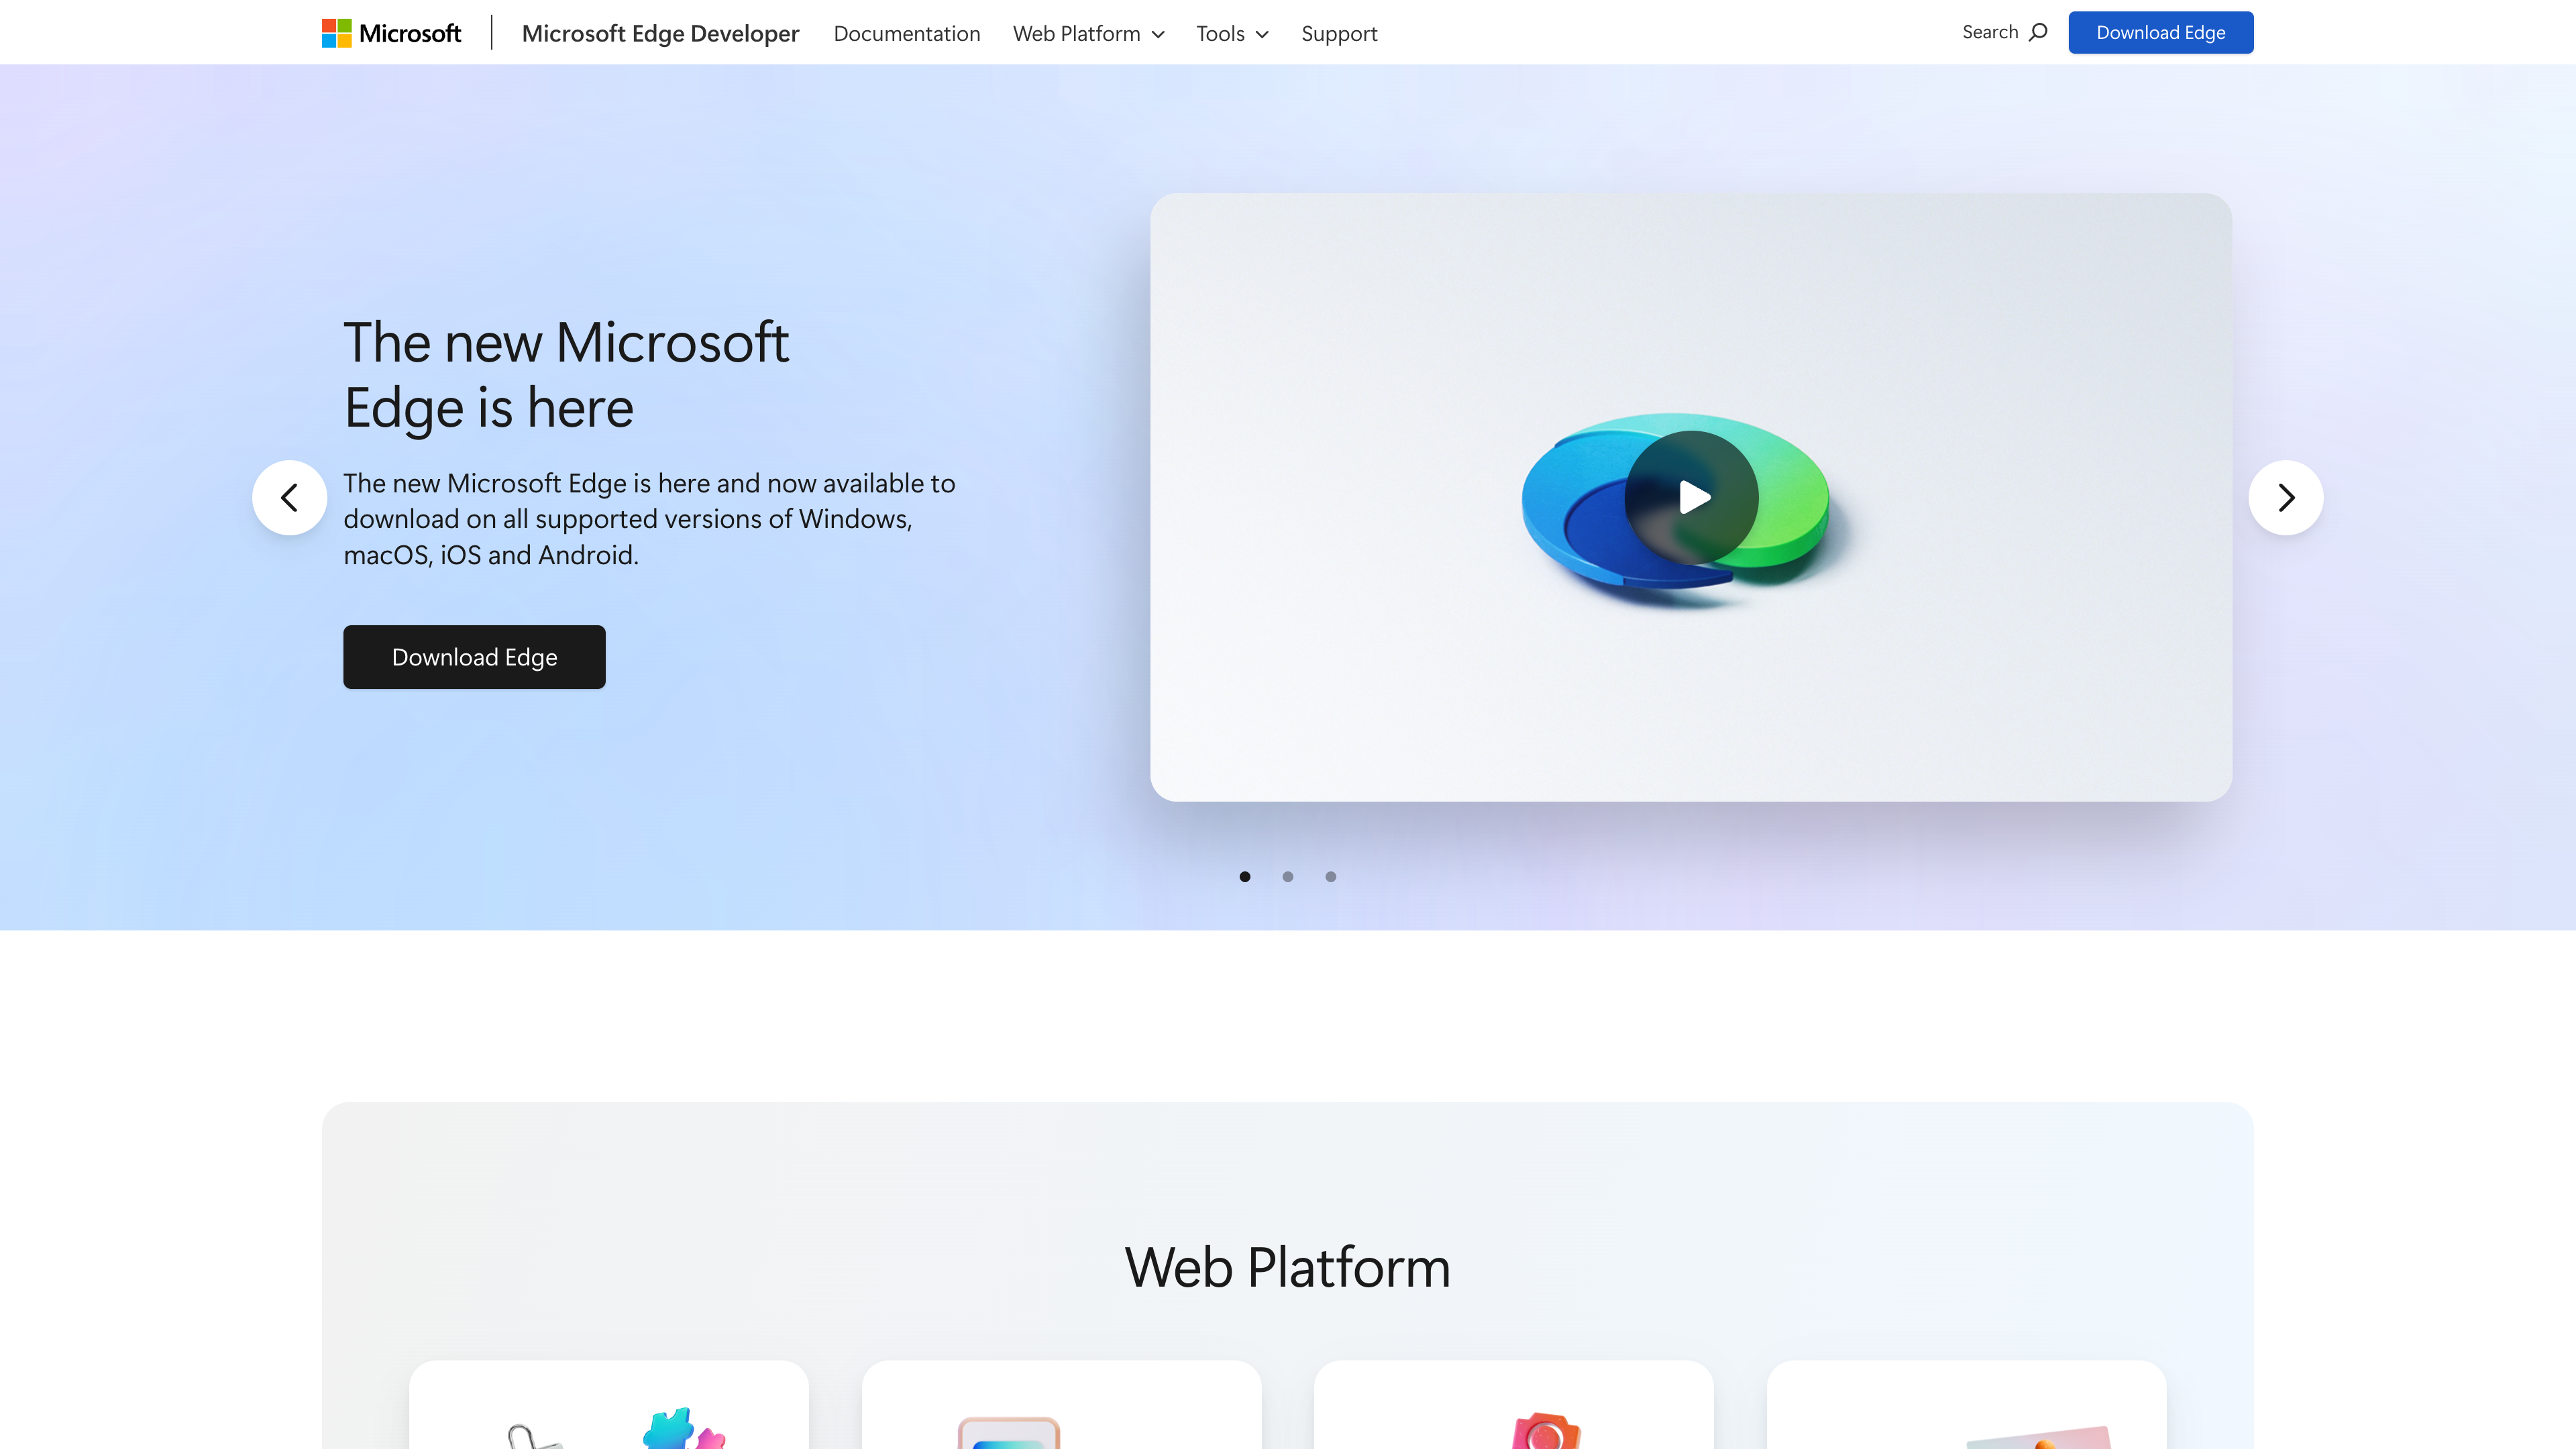 Microsoft
Microsoft Edge Developer
Documentation
Web Platform
Tools
Support
Search
Download Edge
The new Microsoft
Edge is here
The new Microsoft Edge is here and now available to
download on all supported versions of Windows,
macOS, iOS and Android.
Download Edge
Web Platform